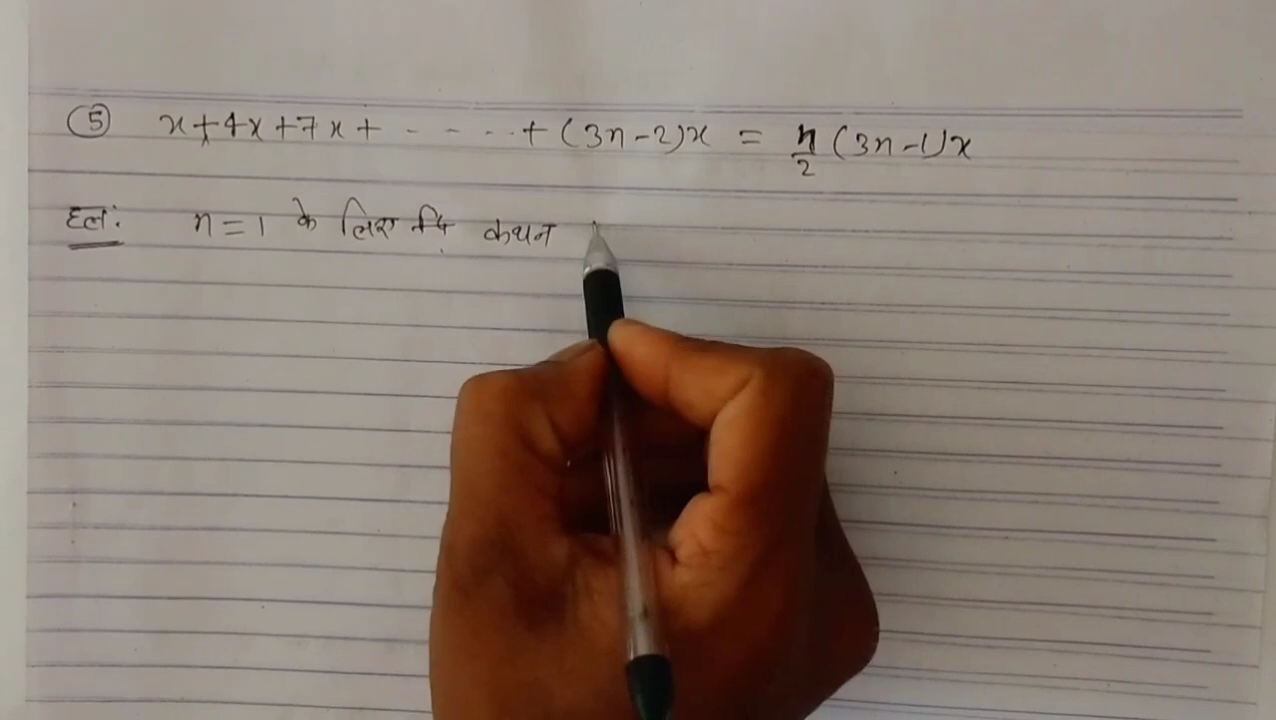 ⑤ x + 4x + 7x + - - - - + (3n - 2)x = n/2 (3n - 1)x
हल: n = 1 के लिए कथन